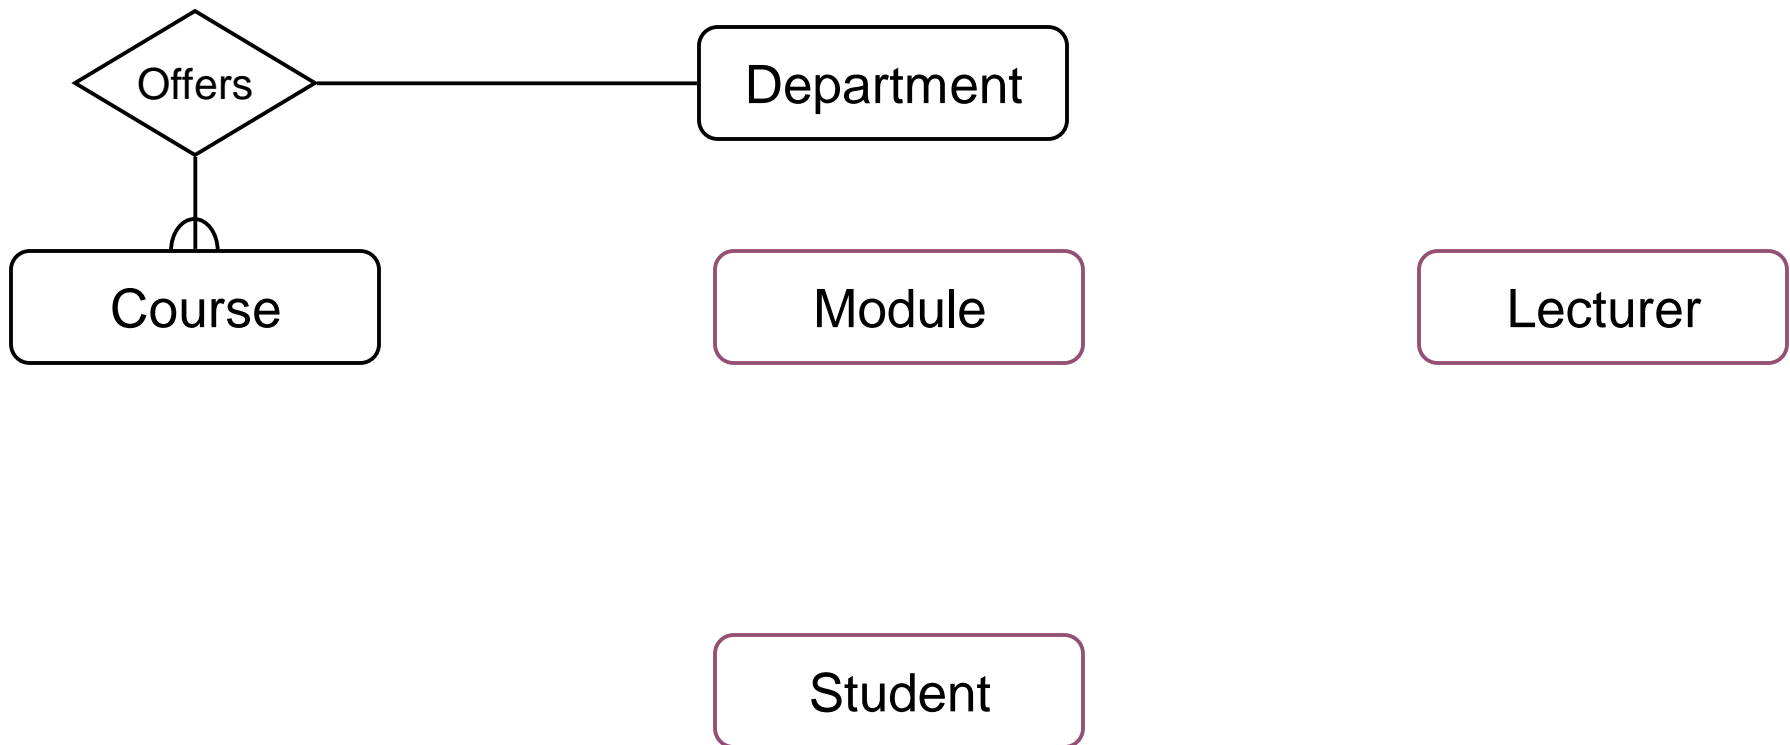 Offers
Department
Course
Module
Lecturer
Student